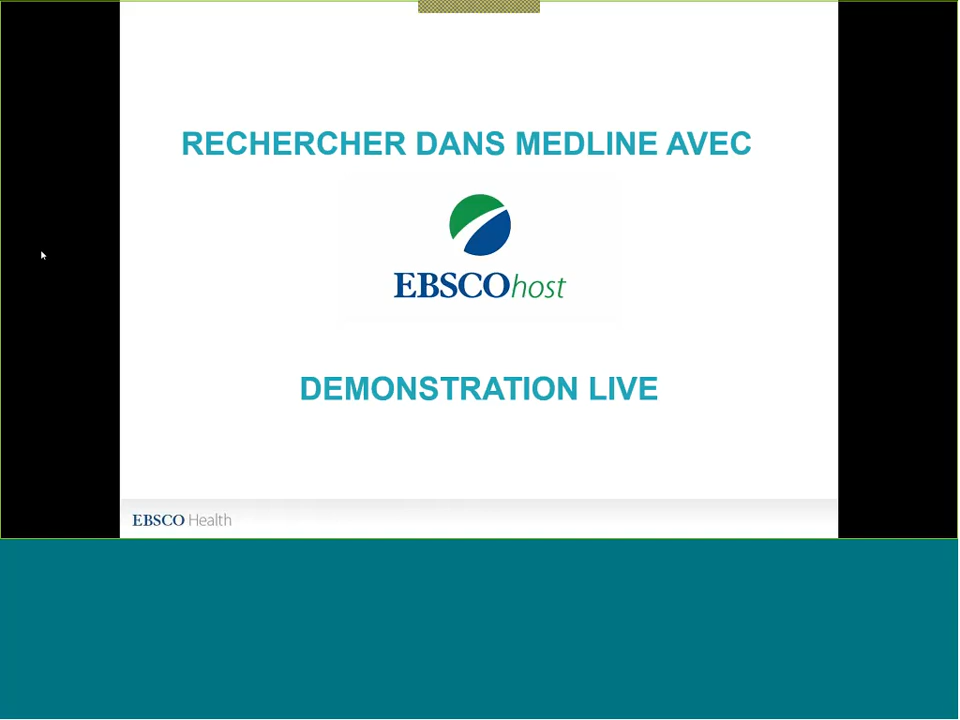 RECHERCHER DANS MEDLINE AVEC
EBSCOhost
DEMONSTRATION LIVE
EBSCO Health